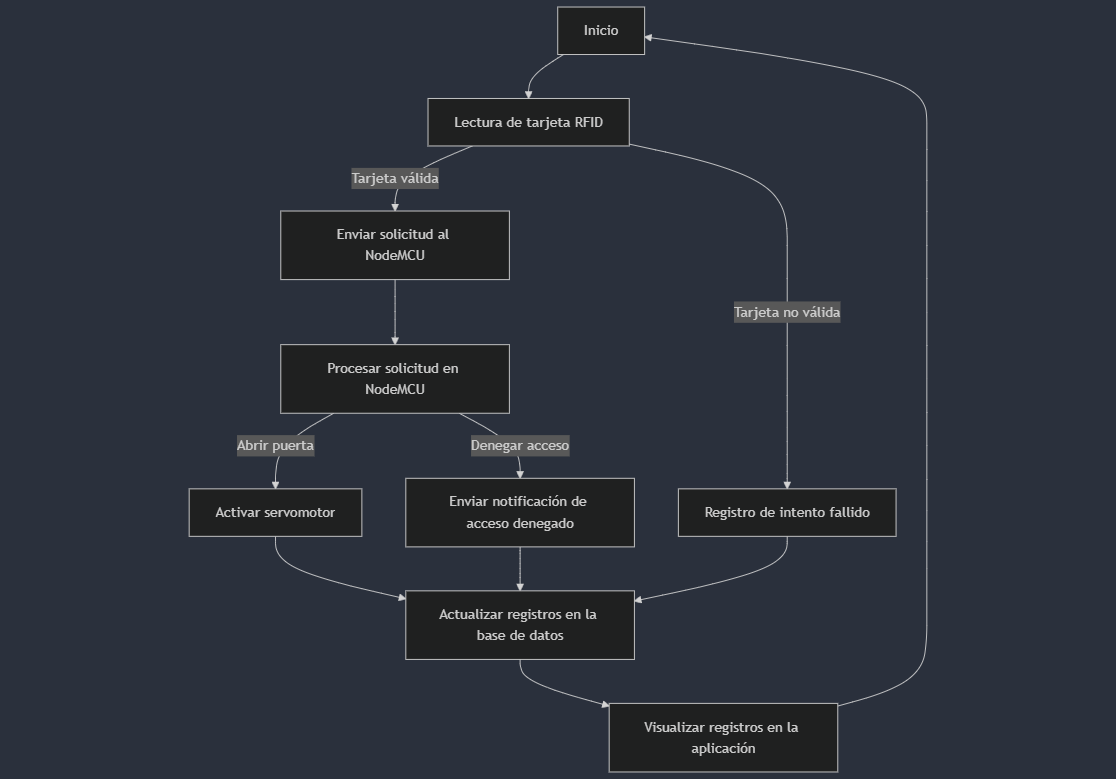 Inicio
Lectura de tarjeta RFID
Tarjeta válida
Enviar solicitud al
NodeMCU
Tarjeta no válida
Procesar solicitud en
NodeMCU
Abrir puerta
Denegar acceso
Activar servomotor
Enviar notificación de
acceso denegado
Registro de intento fallido
Actualizar registros en la
base de datos
Visualizar registros en la
aplicación